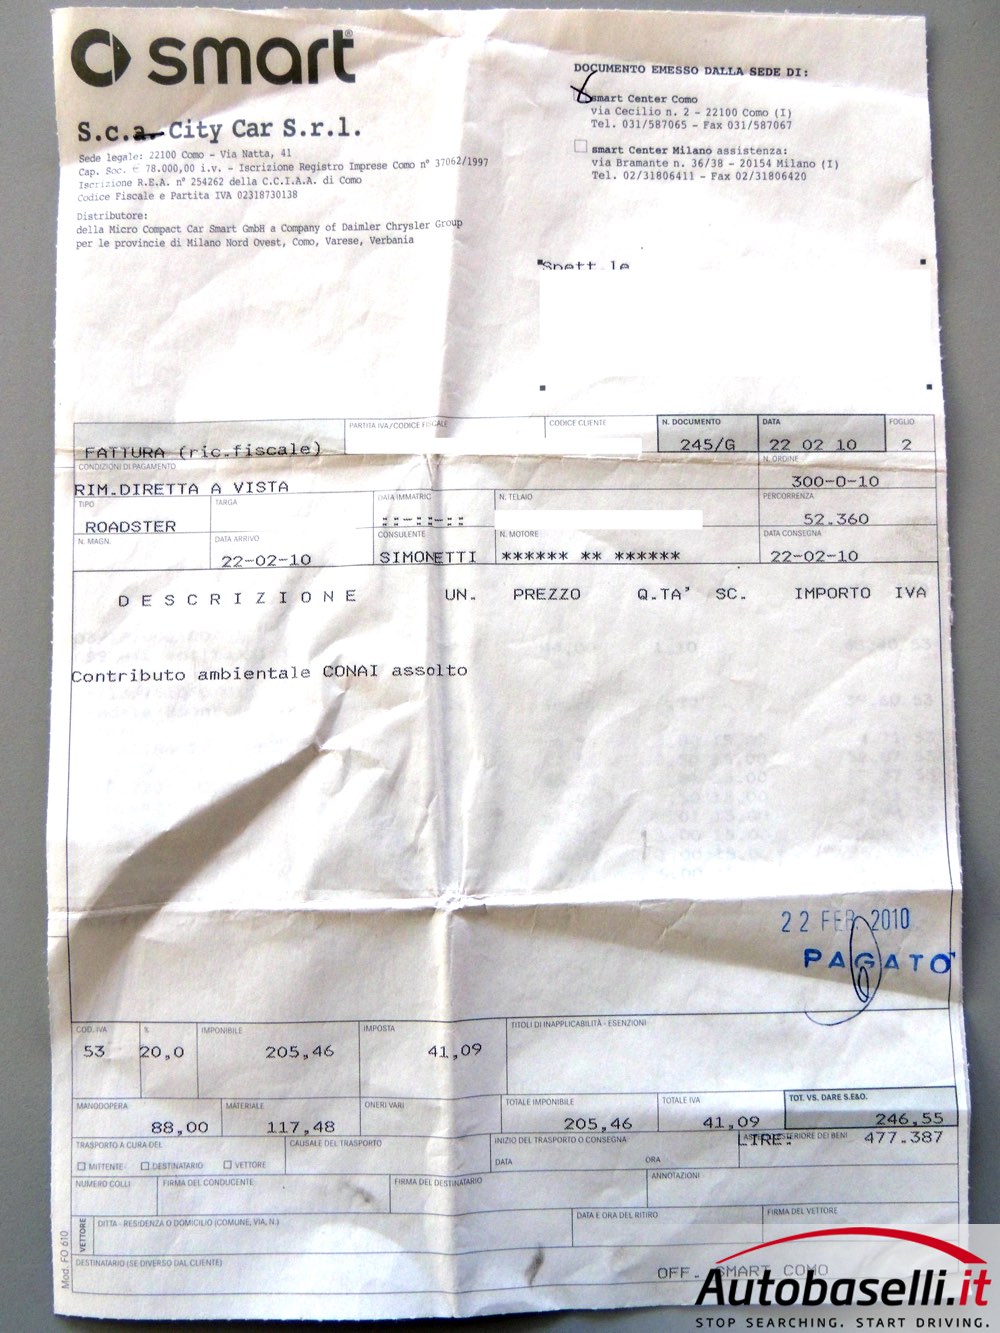 smart®
DOCUMENTO EMESSO DALLA SEDE DI:
smart Center Como
via Cecilio n. 2 - 22100 Como (I)
Tel. 031/587065 - Fax 031/587067
smart Center Milano assistenza:
via Bramante n. 36/38 - 20154 Milano (I)
Tel. 02/31806411 - Fax 02/31806420
S.c.a. City Car S.r.l.
Sede legale: 22100 Como - Via Natta, 41
Cap. Soc. € 78.000,00 i.v. - Iscrizione Registro Imprese Como n° 37062/1997
Iscrizione R.E.A. n° 254262 della C.C.I.A.A. di Como
Codice Fiscale e Partita IVA 02318730138
Distributore:
della Micro Compact Car Smart GmbH a Company of Daimler Chrysler Group
per le provincie di Milano Nord Ovest, Como, Varese, Verbania
Spett.le
PARTITA IVA/CODICE FISCALE CODICE CLIENTE N. DOCUMENTO DATA FOGLIO
FATTURA (ric.fiscale) 245/G 22 02 10 2
CONDIZIONI DI PAGAMENTO N. ORDINE
RIM.DIRETTA A VISTA 300-0-10
TIPO TARGA DATA IMMATRIC. N. TELAIO PERCORRENZA
ROADSTER ::-::-:: 52.360
N. MAGN. DATA ARRIVO CONSULENTE N. MOTORE DATA CONSEGNA
22-02-10 SIMONETTI ****** ** ****** 22-02-10
DESCRIZIONE UN. PREZZO Q.TA' SC. IMPORTO IVA
Contributo ambientale CONAI assolto
22 FEB. 2010
PAGATO
COD. IVA % IMPONIBILE IMPOSTA TITOLI DI INAPPLICABILITÀ - ESENZIONI
53 20,0 205,46 41,09
MANODOPERA MATERIALE ONERI VARI TOTALE IMPONIBILE TOTALE IVA TOT. VS. DARE S.E&O.
88,00 117,48 205,46 41,09 246,55
TRASPORTO A CURA DEL CAUSALE DEL TRASPORTO INIZIO DEL TRASPORTO O CONSEGNA ASPETTO ESTERIORE DEI BENI
LIRE: 477.387
MITTENTE DESTINATARIO VETTORE DATA ORA
NUMERO COLLI FIRMA DEL CONDUCENTE FIRMA DEL DESTINATARIO ANNOTAZIONI
VETTORE DITTA - RESIDENZA O DOMICILIO (COMUNE, VIA, N.) DATA E ORA DEL RITIRO FIRMA DEL VETTORE
DESTINATARIO (SE DIVERSO DAL CLIENTE)
OFF. SMART COMO
Mod. FO 610
Autobaselli.it
STOP SEARCHING. START DRIVING.